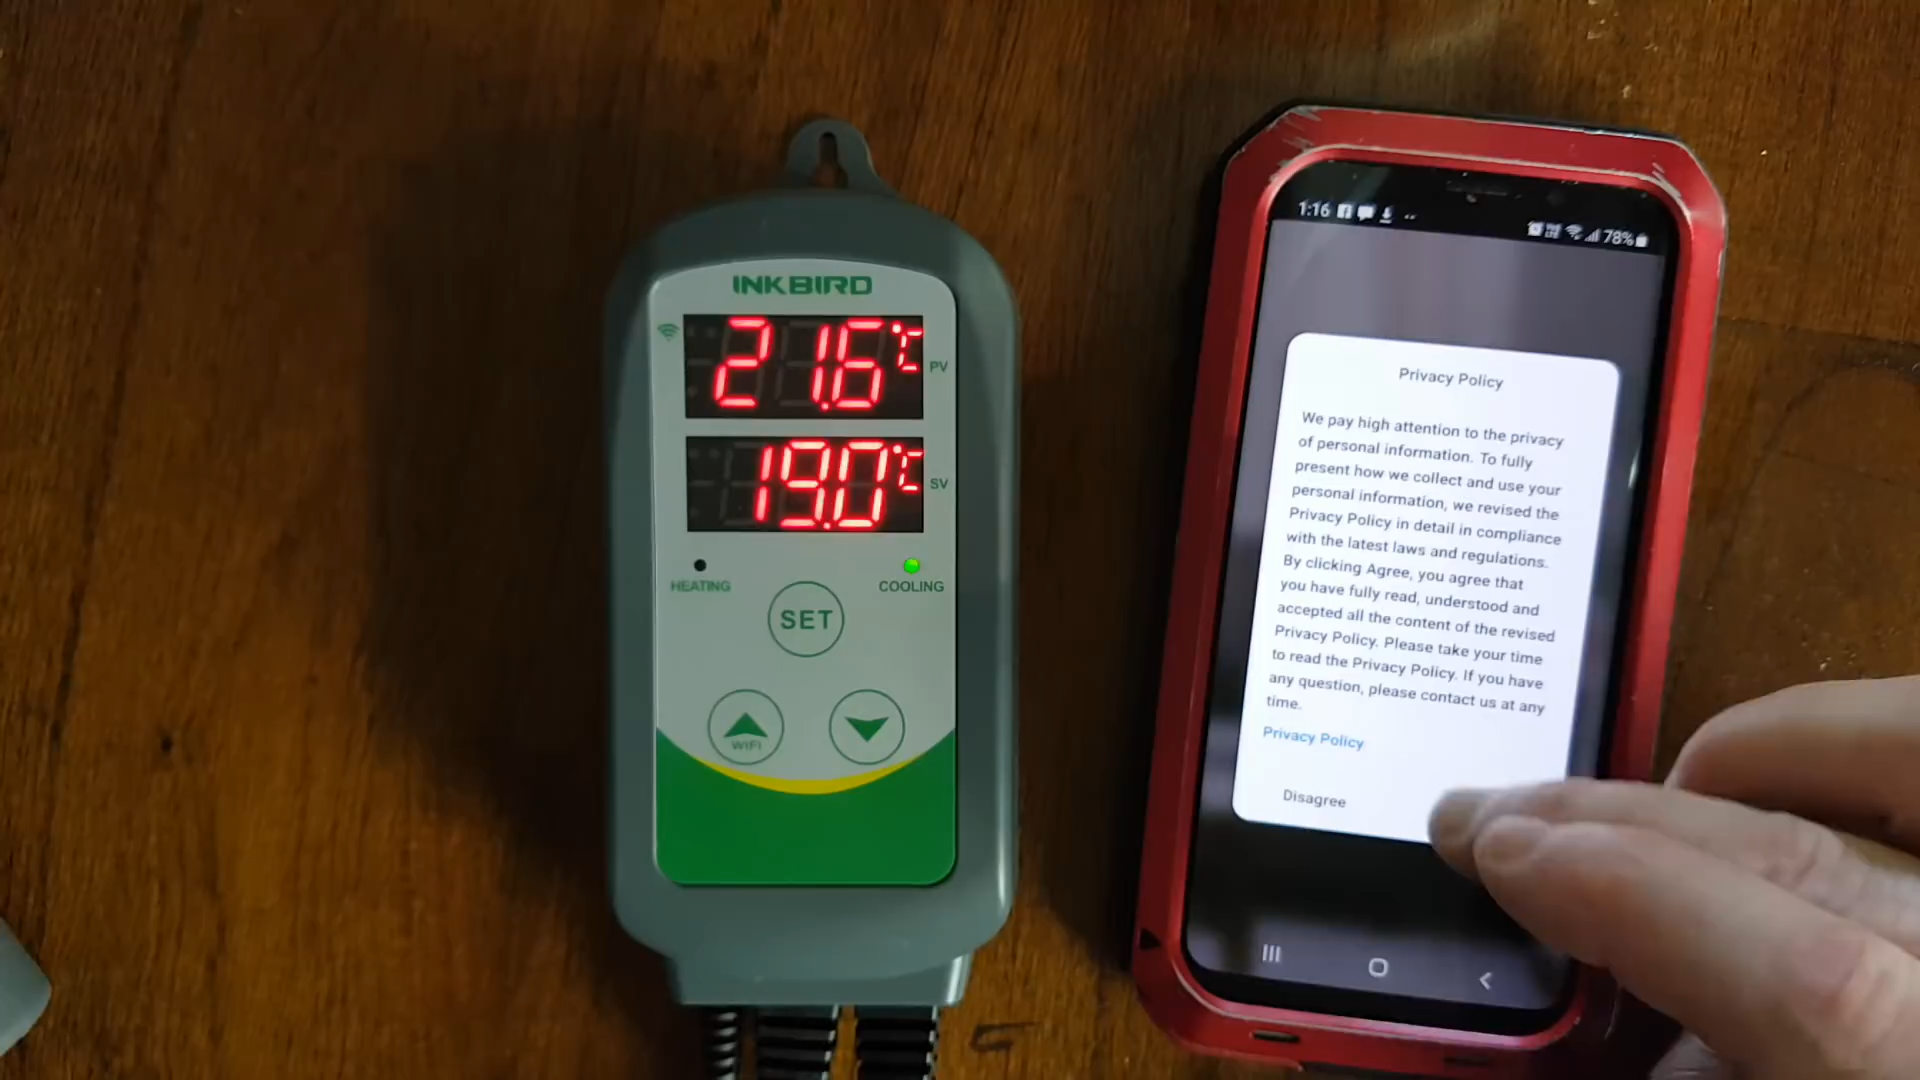 INKBIRD
21.6°C
PV
19.0°C
SV
HEATING
COOLING
SET
WIFI
1:16
78%
Privacy Policy
We pay high attention to the privacy
of personal information. To fully
present how we collect and use your
personal information, we revised the
Privacy Policy in detail in compliance
with the latest laws and regulations.
By clicking Agree, you agree that
you have fully read, understood and
accepted all the content of the revised
Privacy Policy. Please take your time
to read the Privacy Policy. If you have
any question, please contact us at any
time.
Privacy Policy
Disagree